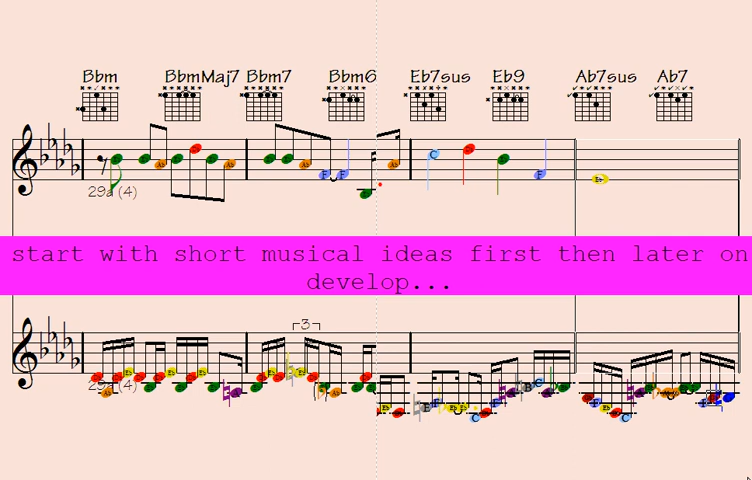 Bbm BbmMaj7 Bbm7 Bbm6 Eb7sus Eb9 Ab7sus Ab7
29a (4)
start with short musical ideas first then later on
develop...
3
29a (4)